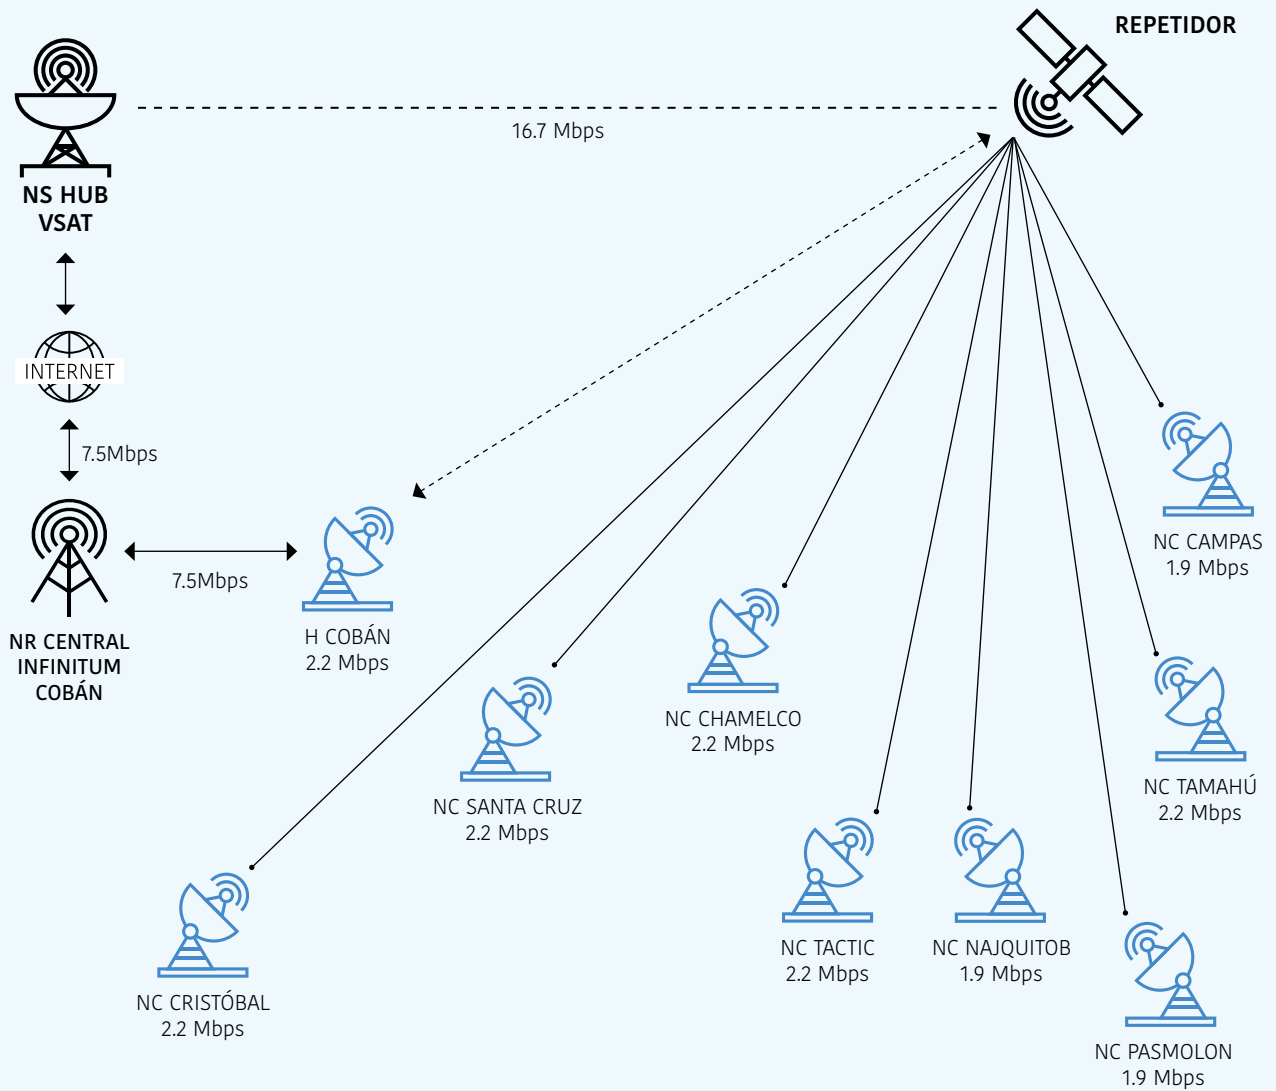 REPETIDOR
16.7 Mbps
NS HUB
VSAT
INTERNET
7.5Mbps
7.5Mbps
NR CENTRAL
INFINITUM
COBÁN
H COBÁN
2.2 Mbps
NC CAMPAS
1.9 Mbps
NC CHAMELCO
2.2 Mbps
NC SANTA CRUZ
2.2 Mbps
NC TAMAHÚ
2.2 Mbps
NC TACTIC
2.2 Mbps
NC NAJQUITOB
1.9 Mbps
NC CRISTÓBAL
2.2 Mbps
NC PASMOLON
1.9 Mbps